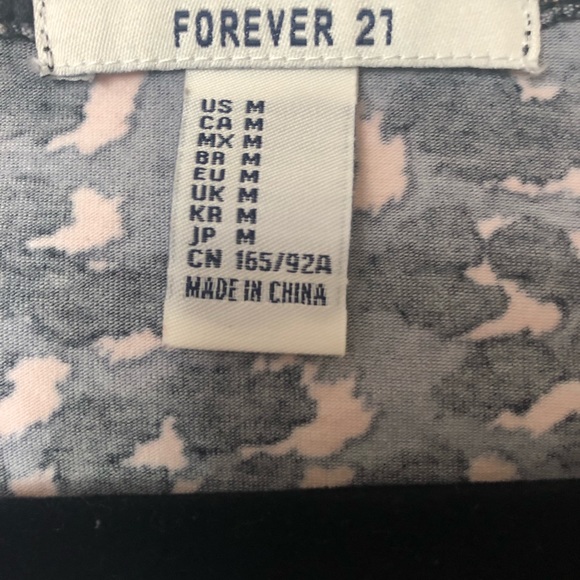 FOREVER 21
US M
CA M
MX M
BR M
EU M
UK M
KR M
JP M
CN 165/92A
MADE IN CHINA